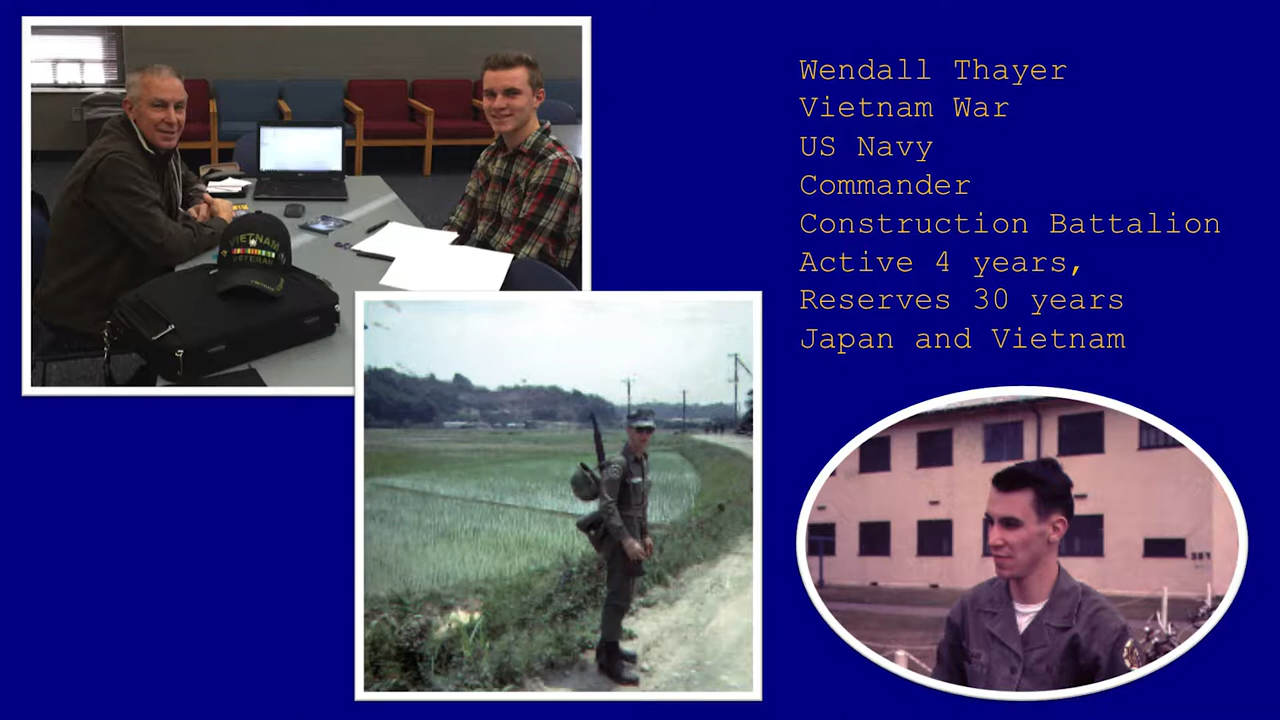 Wendall Thayer
Vietnam War
US Navy
Commander
Construction Battalion
Active 4 years,
Reserves 30 years
Japan and Vietnam
VIETNAM
VETERAN